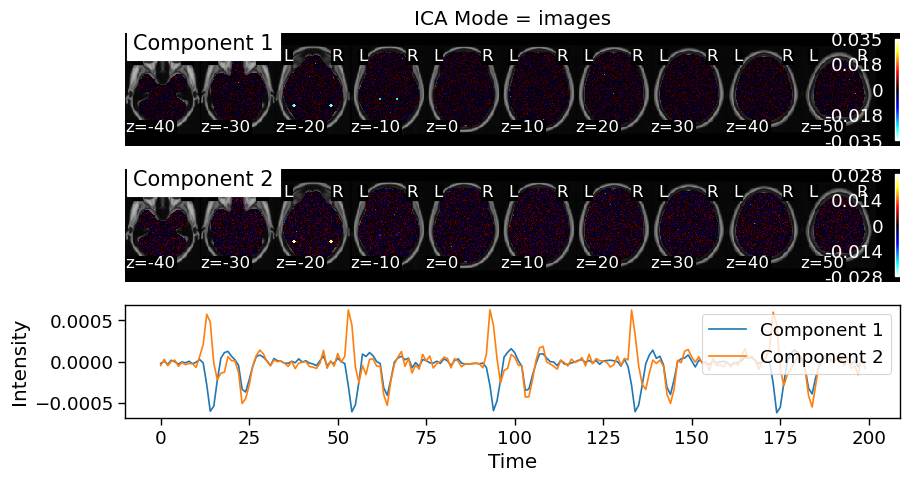 ICA Mode = images
Component 1
L R L R L R L R L R L R L R L R
z=-40 z=-30 z=-20 z=-10 z=0 z=10 z=20 z=30 z=40 z=50
0.035
0.018
0
-0.018
-0.035
Component 2
L R L R L R L R L R L R L R L R
z=-40 z=-30 z=-20 z=-10 z=0 z=10 z=20 z=30 z=40 z=50
0.028
0.014
0
-0.014
-0.028
Intensity
0.0005
0.0000
−0.0005
Component 1
Component 2
0 25 50 75 100 125 150 175 200
Time